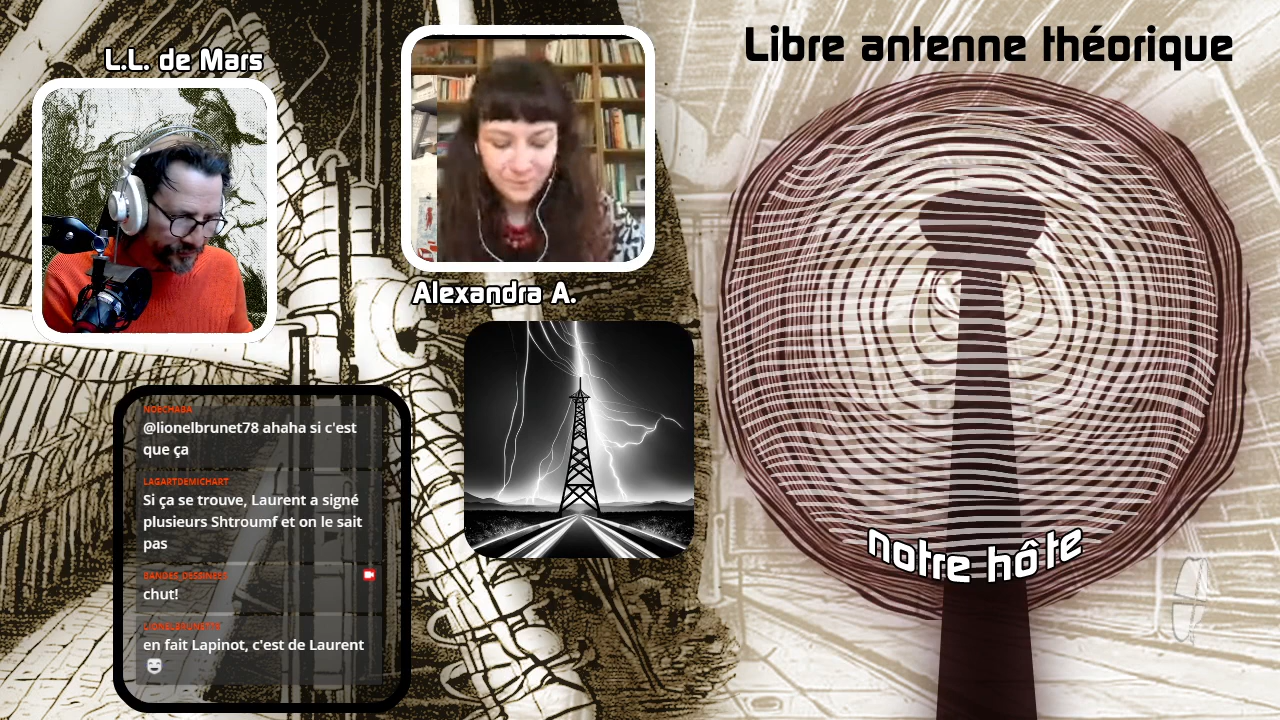 L.L. de Mars
Libre antenne théorique
Alexandra A.
NOECHABA
@lionelbrunet78 ahaha si c'est
que ça
LAGARTDEMICHART
Si ça se trouve, Laurent a signé
plusieurs Shtroumf et on le sait
pas
BANDES_DESSINEES
chut!
en fait Lapinot, c'est de Laurent
notre hôte